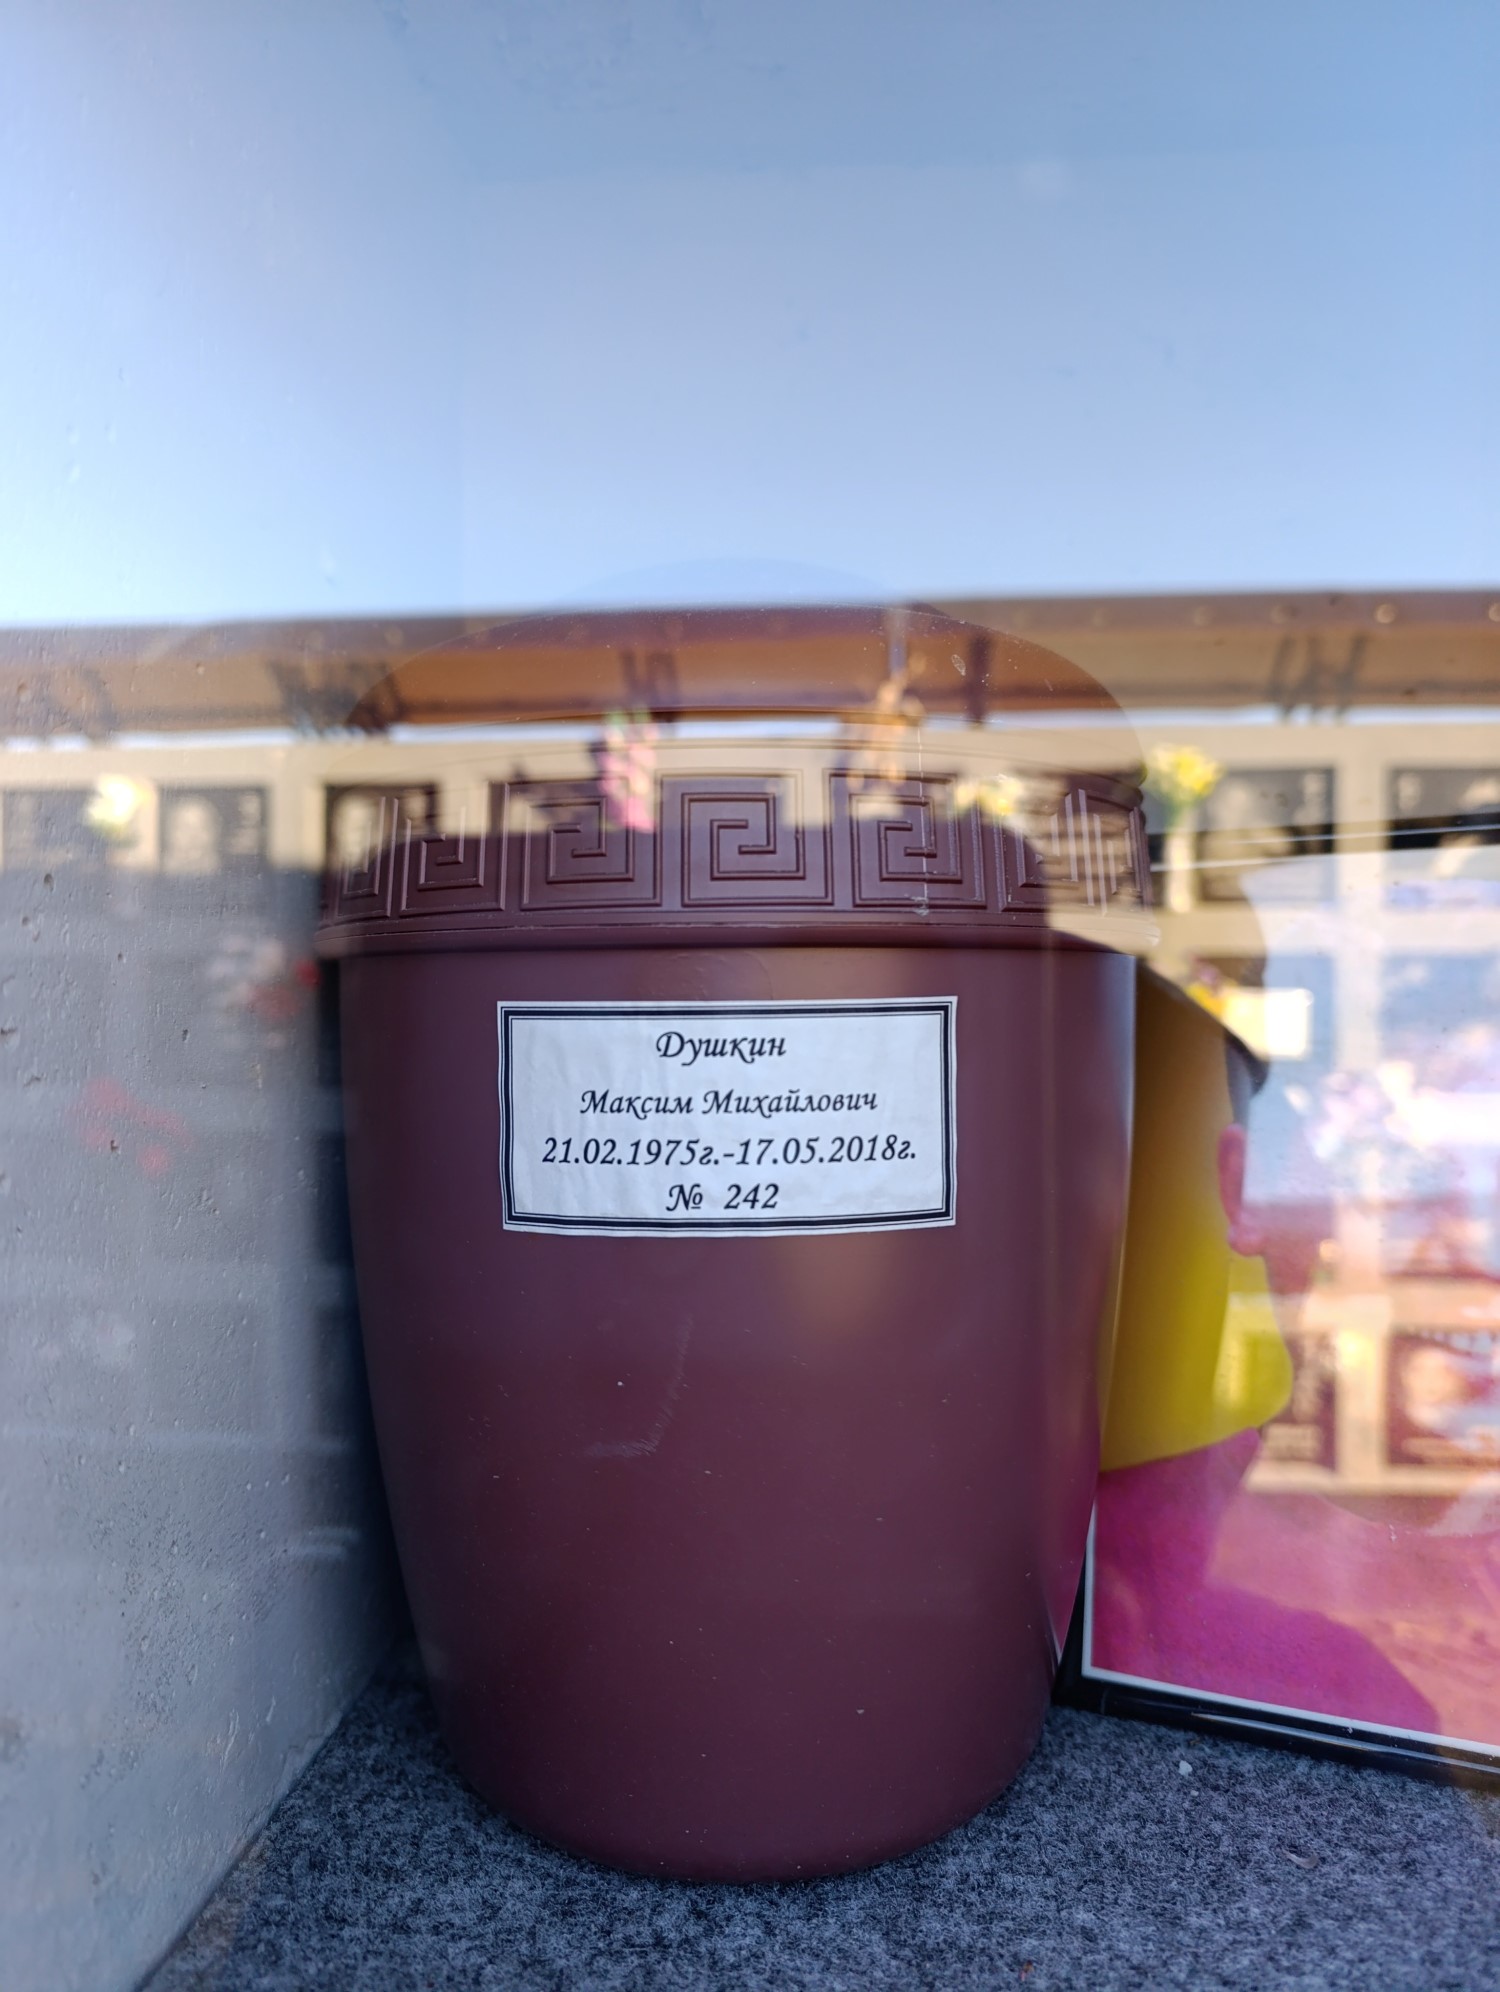 Душкин
Максим Михайлович
21.02.1975г.-17.05.2018г.
№ 242